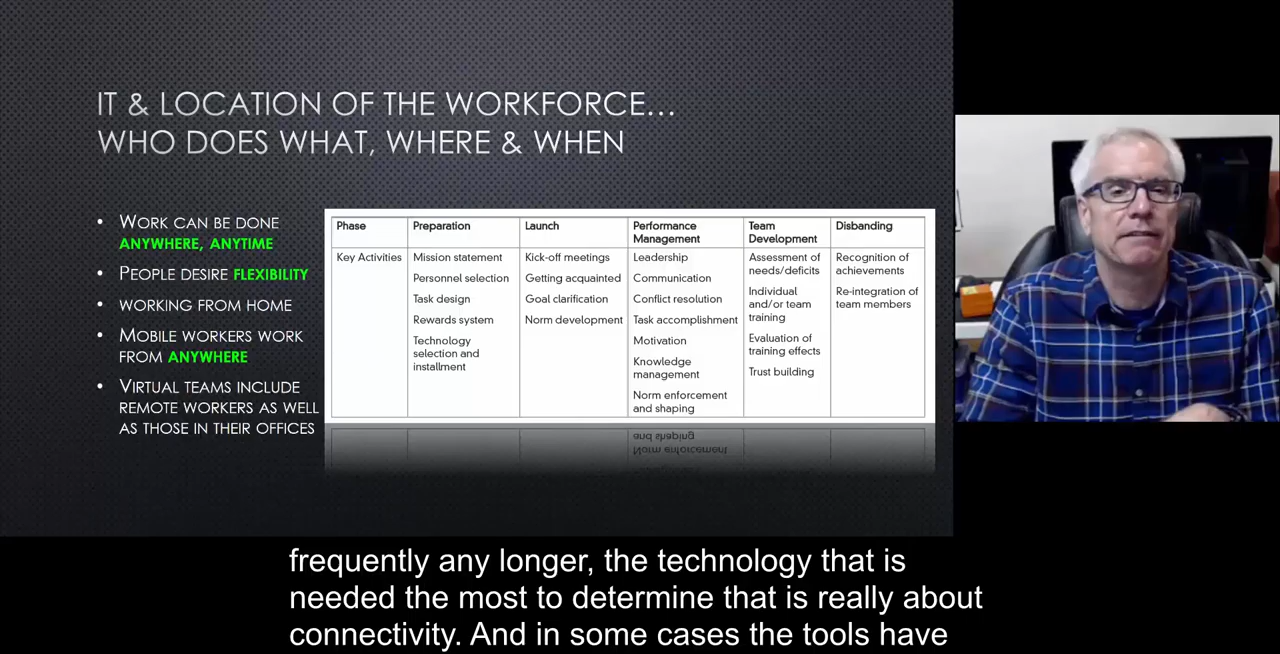 IT & LOCATION OF THE WORKFORCE…
WHO DOES WHAT, WHERE & WHEN
• WORK CAN BE DONE
ANYWHERE, ANYTIME
• PEOPLE DESIRE FLEXIBILITY
• WORKING FROM HOME
• MOBILE WORKERS WORK
FROM ANYWHERE
• VIRTUAL TEAMS INCLUDE
REMOTE WORKERS AS WELL
AS THOSE IN THEIR OFFICES
Phase
Key Activities
Preparation
Mission statement
Personnel selection
Task design
Rewards system
Technology
selection and
installment
Launch
Kick-off meetings
Getting acquainted
Goal clarification
Norm development
Performance
Management
Leadership
Communication
Conflict resolution
Task accomplishment
Motivation
Knowledge
management
Norm enforcement
and shaping
Team
Development
Assessment of
needs/deficits
Individual
and/or team
training
Evaluation of
training effects
Trust building
Disbanding
Recognition of
achievements
Re-integration of
team members
frequently any longer, the technology that is
needed the most to determine that is really about
connectivity. And in some cases the tools have